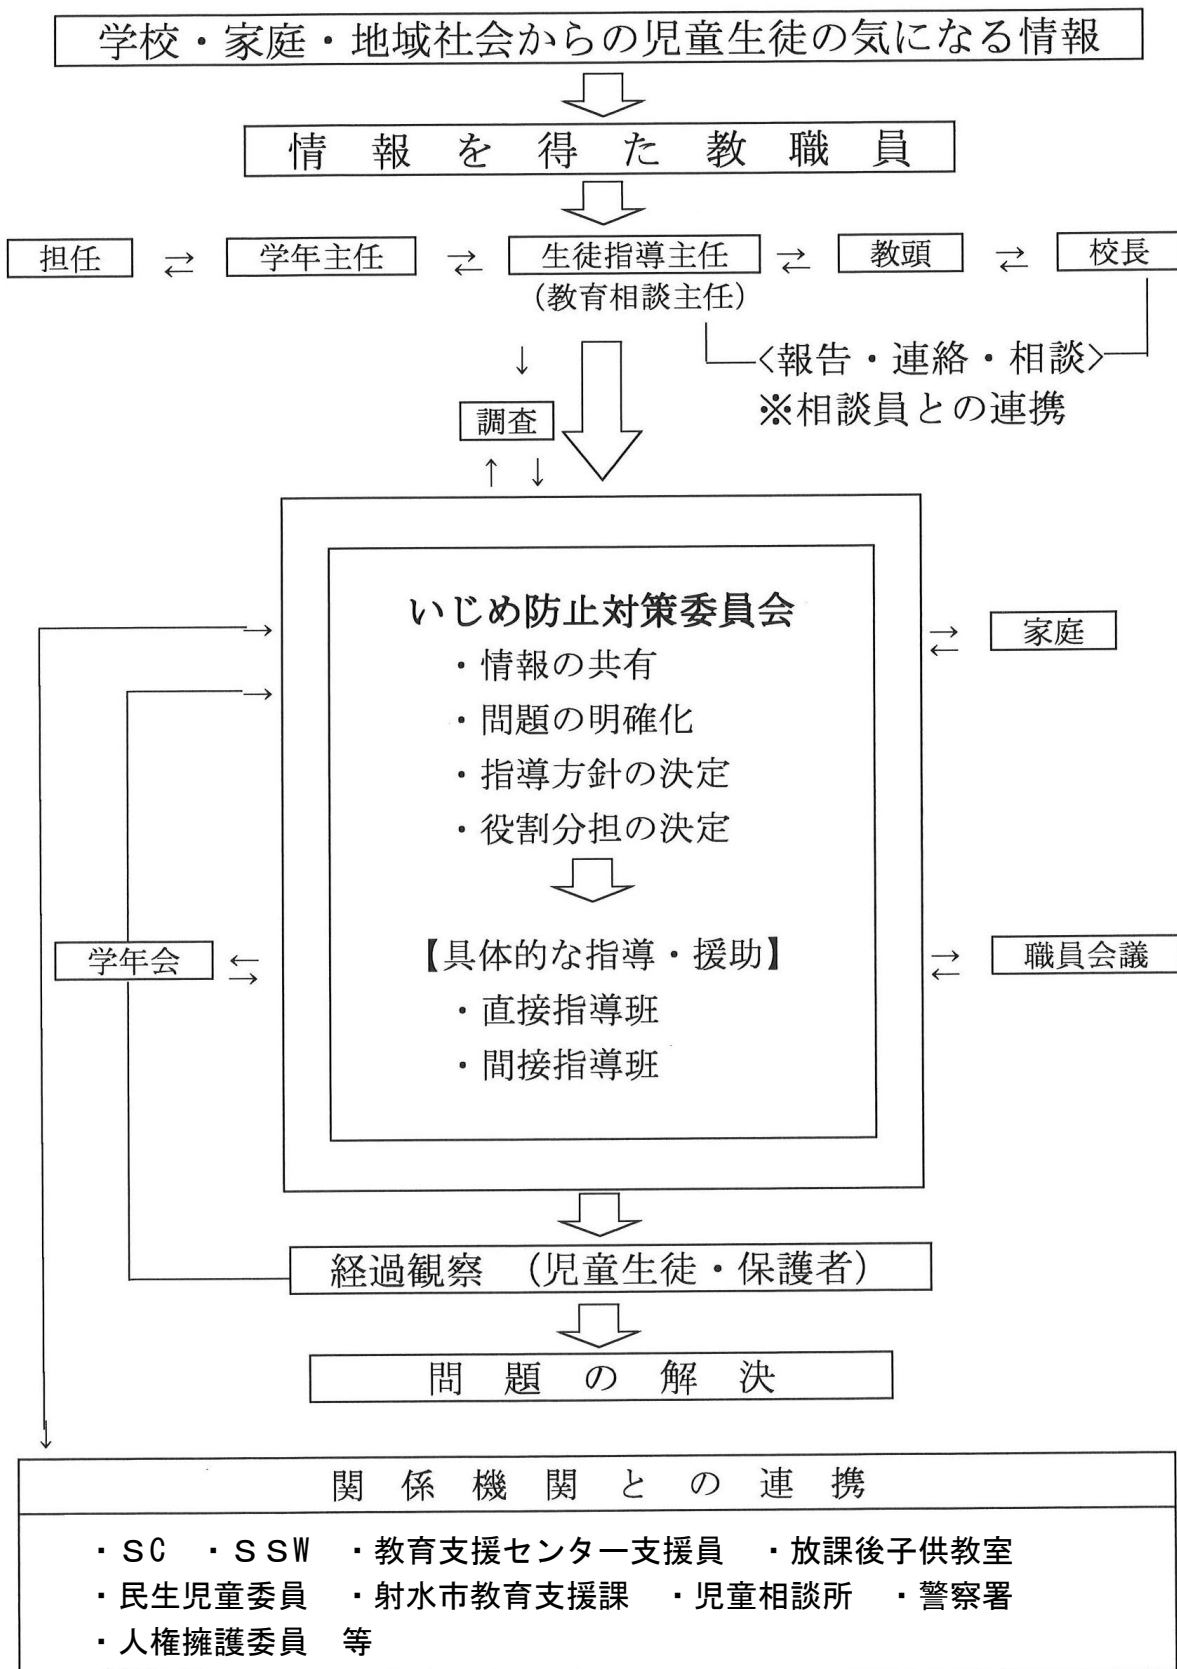 学校・家庭・地域社会からの児童生徒の気になる情報
情報を得た教職員
担任 ⇄ 学年主任 ⇄ 生徒指導主任 ⇄ 教頭 ⇄ 校長
(教育相談主任)
↓
<報告・連絡・相談>
※相談員との連携
調査
↑ ↓
いじめ防止対策委員会
→ ⇄ 家庭
・情報の共有
→
・問題の明確化
・指導方針の決定
・役割分担の決定
学年会 ⇆ 【具体的な指導・援助】 ⇄ 職員会議
・直接指導班
・間接指導班
経過観察 (児童生徒・保護者)
問題の解決
↓
関係機関との連携
・SC ・SSW ・教育支援センター支援員 ・放課後子供教室
・民生児童委員 ・射水市教育支援課 ・児童相談所 ・警察署
・人権擁護委員 等